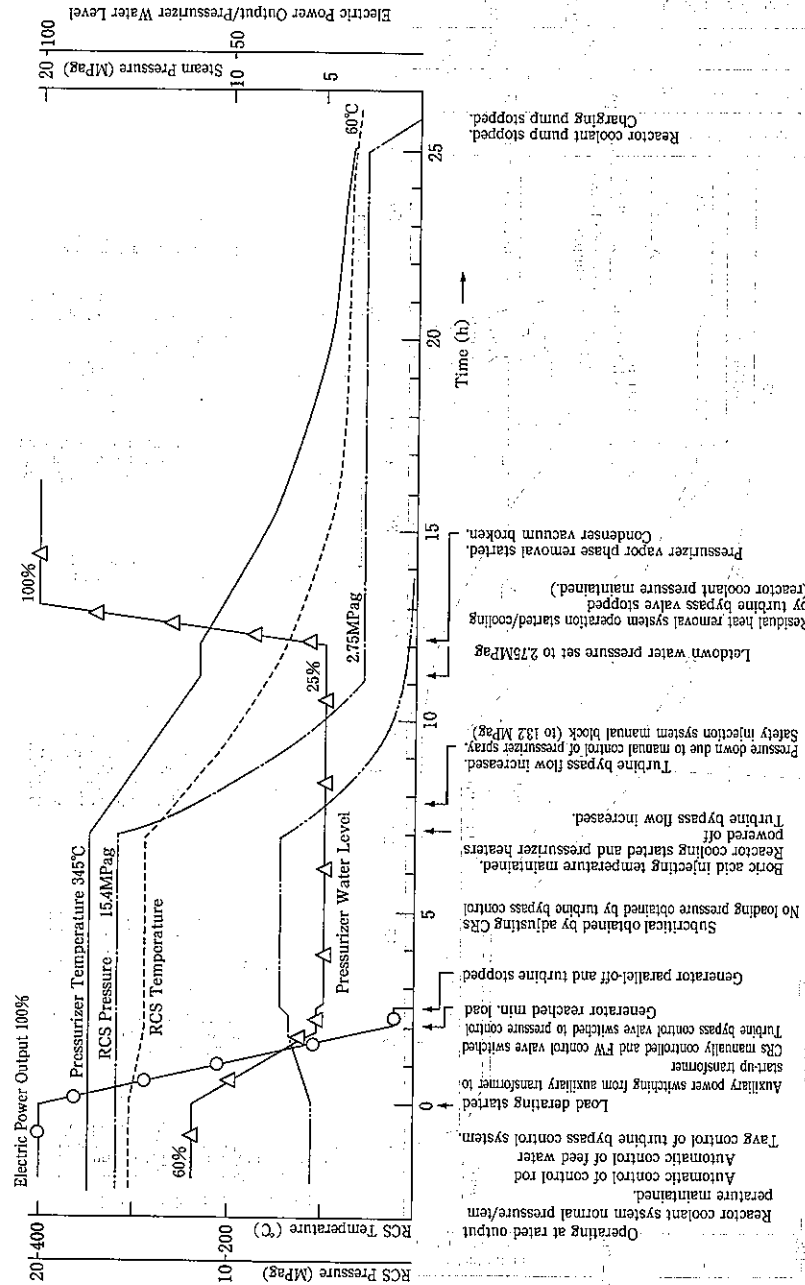 Electric Power Output/Pressurizer Water Level
100
50
Steam Pressure (MPag)
20
10
5
RCS Pressure (MPag)
20
10
RCS Temperature (°C)
400
200
Electric Power Output 100%
Pressurizer Temperature 345°C
RCS Pressure 15.4MPag
RCS Temperature
60%
Pressurizer Water Level
25%
100%
2.75MPag
60°C
0
5
10
15
20
25
Time (h)
Operating at rated output
Reactor coolant system normal pressure/tem
perature maintained.
Automatic control of control rod
Automatic control of feed water
Tavg control of turbine bypass control system.
Load derating started
Auxiliary power switching from auxiliary transformer to
start-up transformer
CRs manually controlled and FW control valve switched
Turbine bypass control valve switched to pressure control
Generator reached min. load
Generator parallel-off and turbine stopped
Subcritical obtained by adjusting CRs
No loading pressure obtained by turbine bypass control
Boric acid injecting temperature maintained.
Reactor cooling started and pressurizer heaters
powered off
Turbine bypass flow increased.
Turbine bypass flow increased.
Pressure down due to manual control of pressurizer spray.
Safety injection system manual block (to 13.2 MPag)
Letdown water pressure set to 2.75MPag
Residual heat removal system operation started/cooling
by turbine bypass valve stopped
(reactor coolant pressure maintained.)
Pressurizer vapor phase removal started.
Condenser vacuum broken.
Reactor coolant pump stopped.
Charging pump stopped.